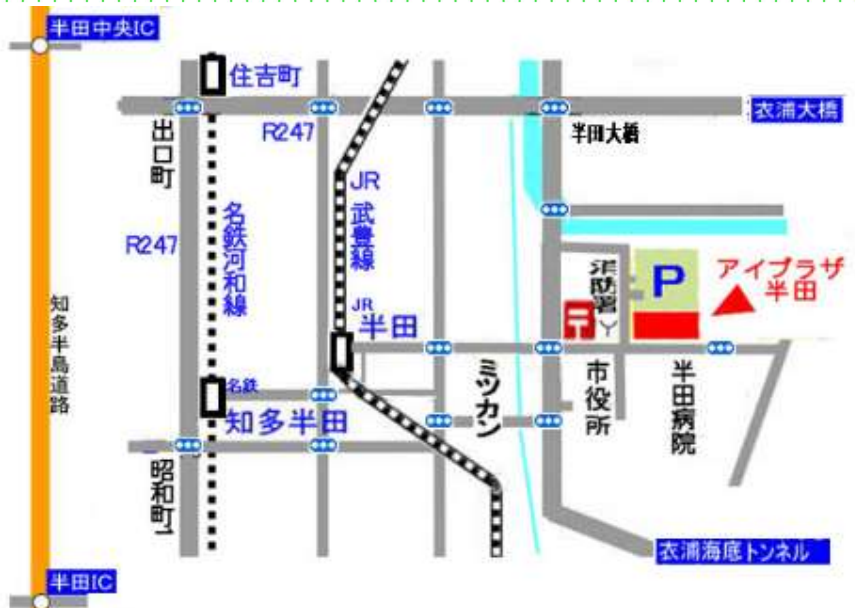 半田中央IC
住吉町
衣浦大橋
出口町
R247
半田大橋
JR
武豊線
R247
名鉄河和線
消防署
P
アイプラザ
半田
知多半島道路
JR
半田
〒
名鉄
知多半田
ミツカン
市役所
半田病院
昭和町1
衣浦海底トンネル
半田IC